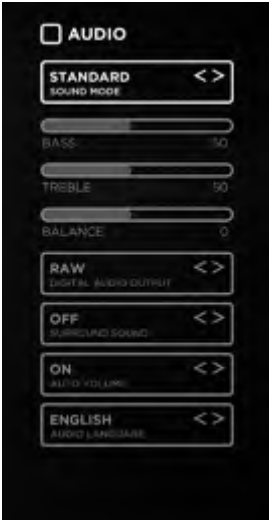 AUDIO
STANDARD < >
SOUND MODE
BASS 50
TREBLE 50
BALANCE 0
RAW < >
DIGITAL AUDIO OUTPUT
OFF < >
SURROUND SOUND
ON < >
AUTO VOLUME
ENGLISH < >
AUDIO LANGUAGE